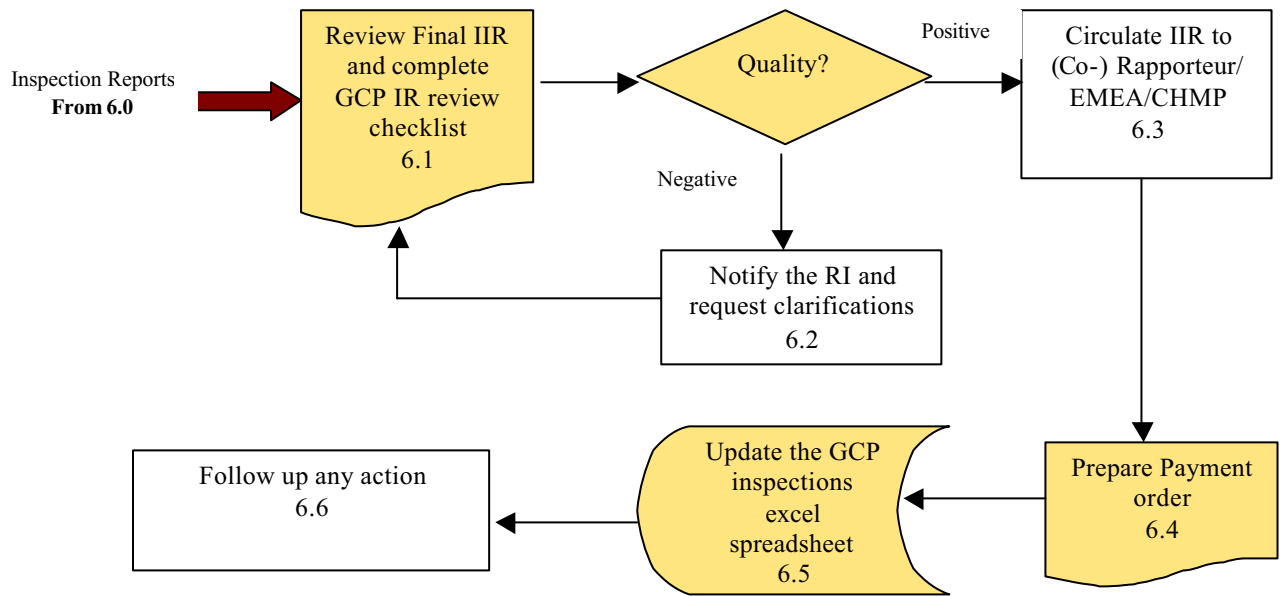 Inspection Reports
From 6.0
Review Final IIR
and complete
GCP IR review
checklist
6.1
Quality?
Positive
Circulate IIR to
(Co-) Rapporteur/
EMEA/CHMP
6.3
Negative
Notify the RI and
request clarifications
6.2
Prepare Payment
order
6.4
Update the GCP
inspections
excel
spreadsheet
6.5
Follow up any action
6.6